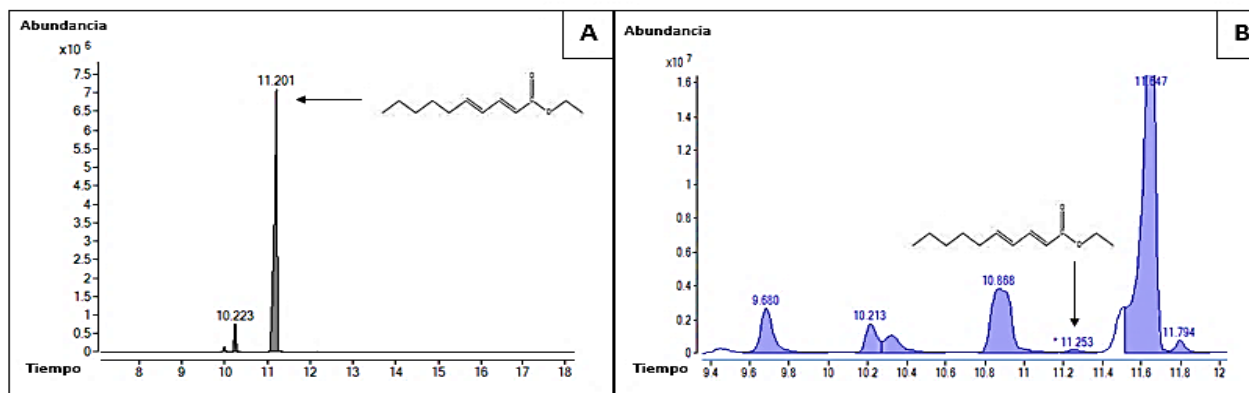 Abundancia
A
x10 6
7.5
7
6.5
6
5.5
5
4.5
4
3.5
3
2.5
2
1.5
1
0.5
0
11.201
10.223
O
O
Tiempo
8 9 10 11 12 13 14 15 16 17 18
Abundancia
B
x10 7
1.6
1.4
1.2
1
0.8
0.6
0.4
0.2
0
11.647
9.680
10.213
10.868
* 11.253
11.794
O
O
Tiempo
9.4 9.6 9.8 10 10.2 10.4 10.6 10.8 11 11.2 11.4 11.6 11.8 12